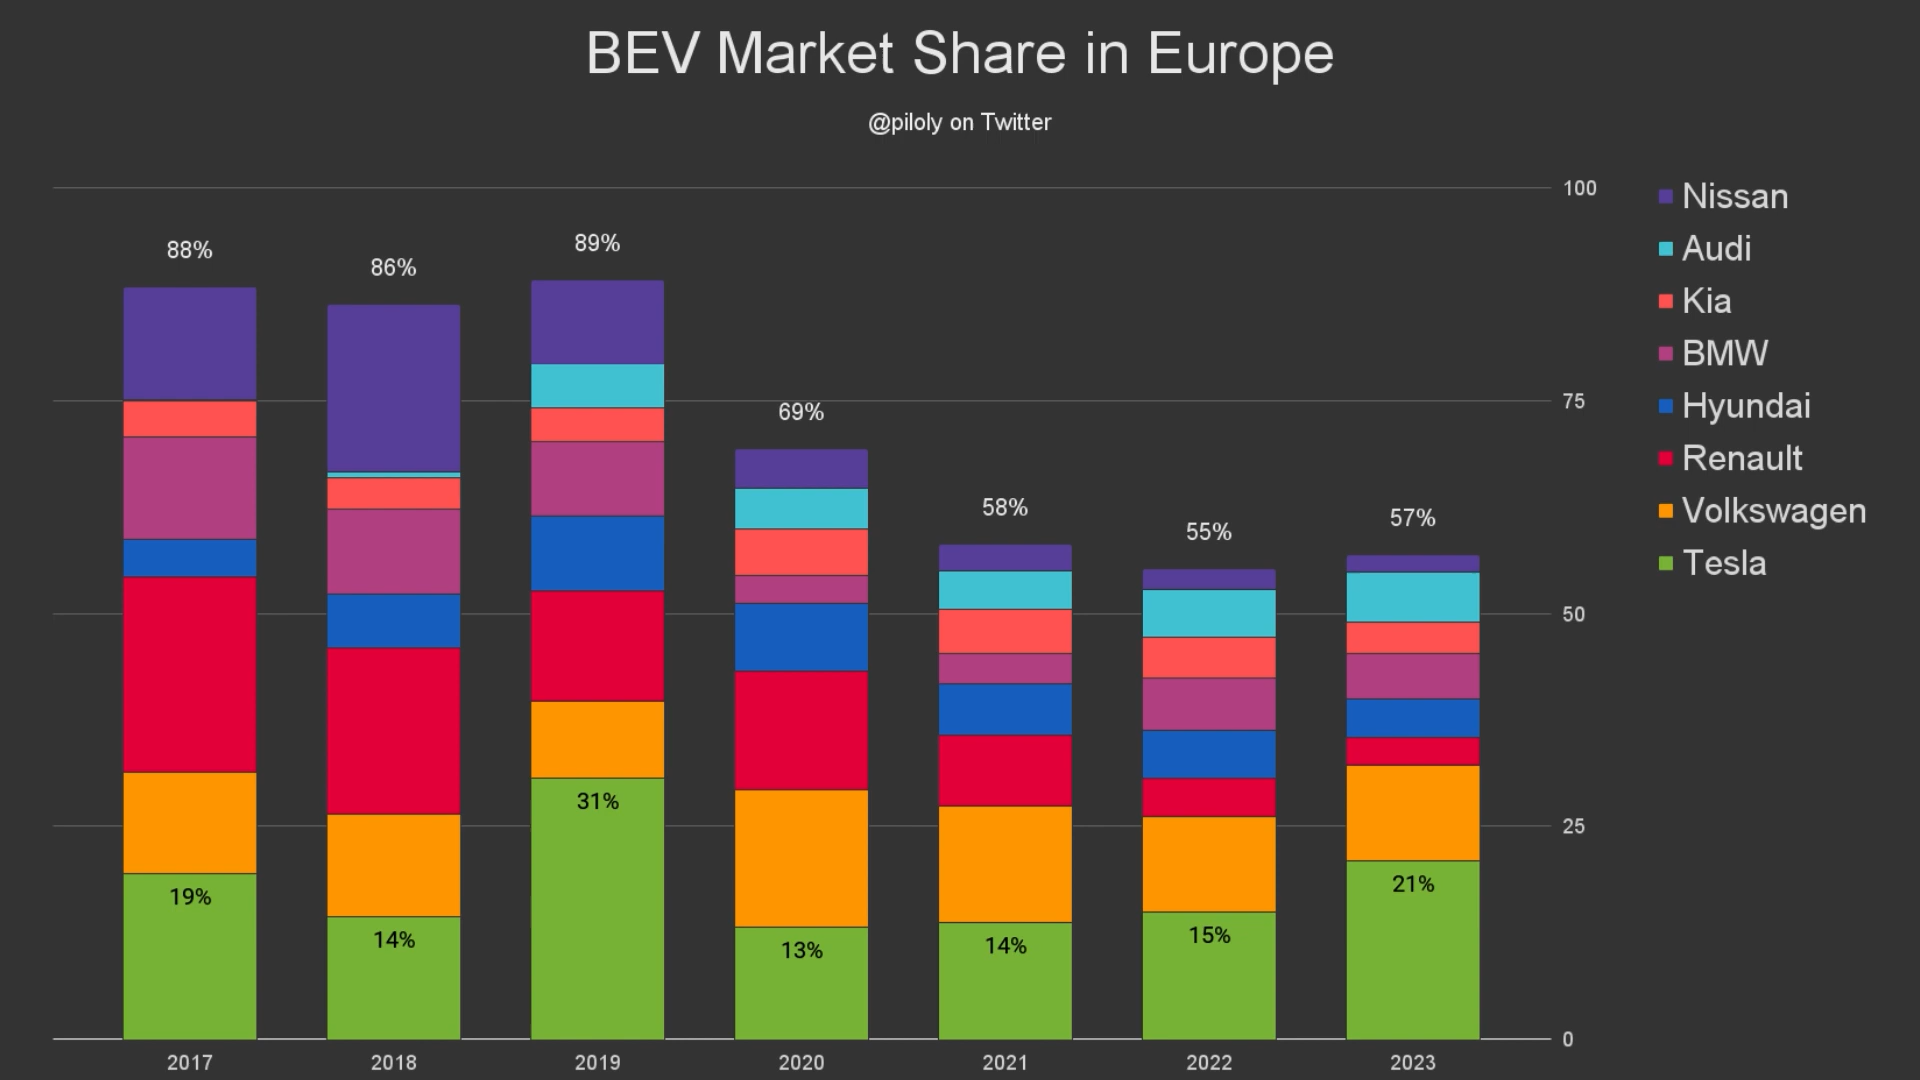 BEV Market Share in Europe
@piloly on Twitter
100
75
50
25
0
88%
86%
89%
69%
58%
55%
57%
19%
14%
31%
13%
14%
15%
21%
2017
2018
2019
2020
2021
2022
2023
Nissan
Audi
Kia
BMW
Hyundai
Renault
Volkswagen
Tesla